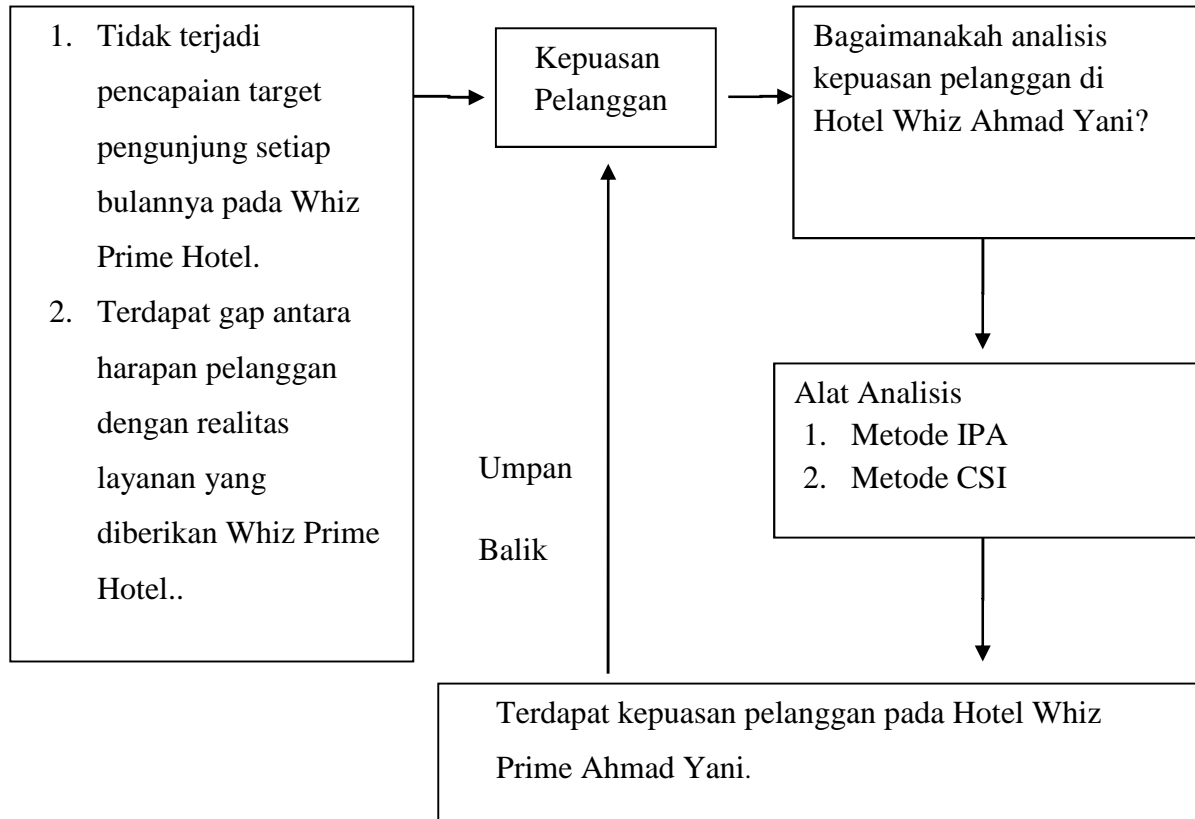 1. Tidak terjadi
pencapaian target
pengunjung setiap
bulannya pada Whiz
Prime Hotel.
2. Terdapat gap antara
harapan pelanggan
dengan realitas
layanan yang
diberikan Whiz Prime
Hotel..
Kepuasan
Pelanggan
Bagaimanakah analisis
kepuasan pelanggan di
Hotel Whiz Ahmad Yani?
Alat Analisis
1. Metode IPA
2. Metode CSI
Umpan
Balik
Terdapat kepuasan pelanggan pada Hotel Whiz
Prime Ahmad Yani.